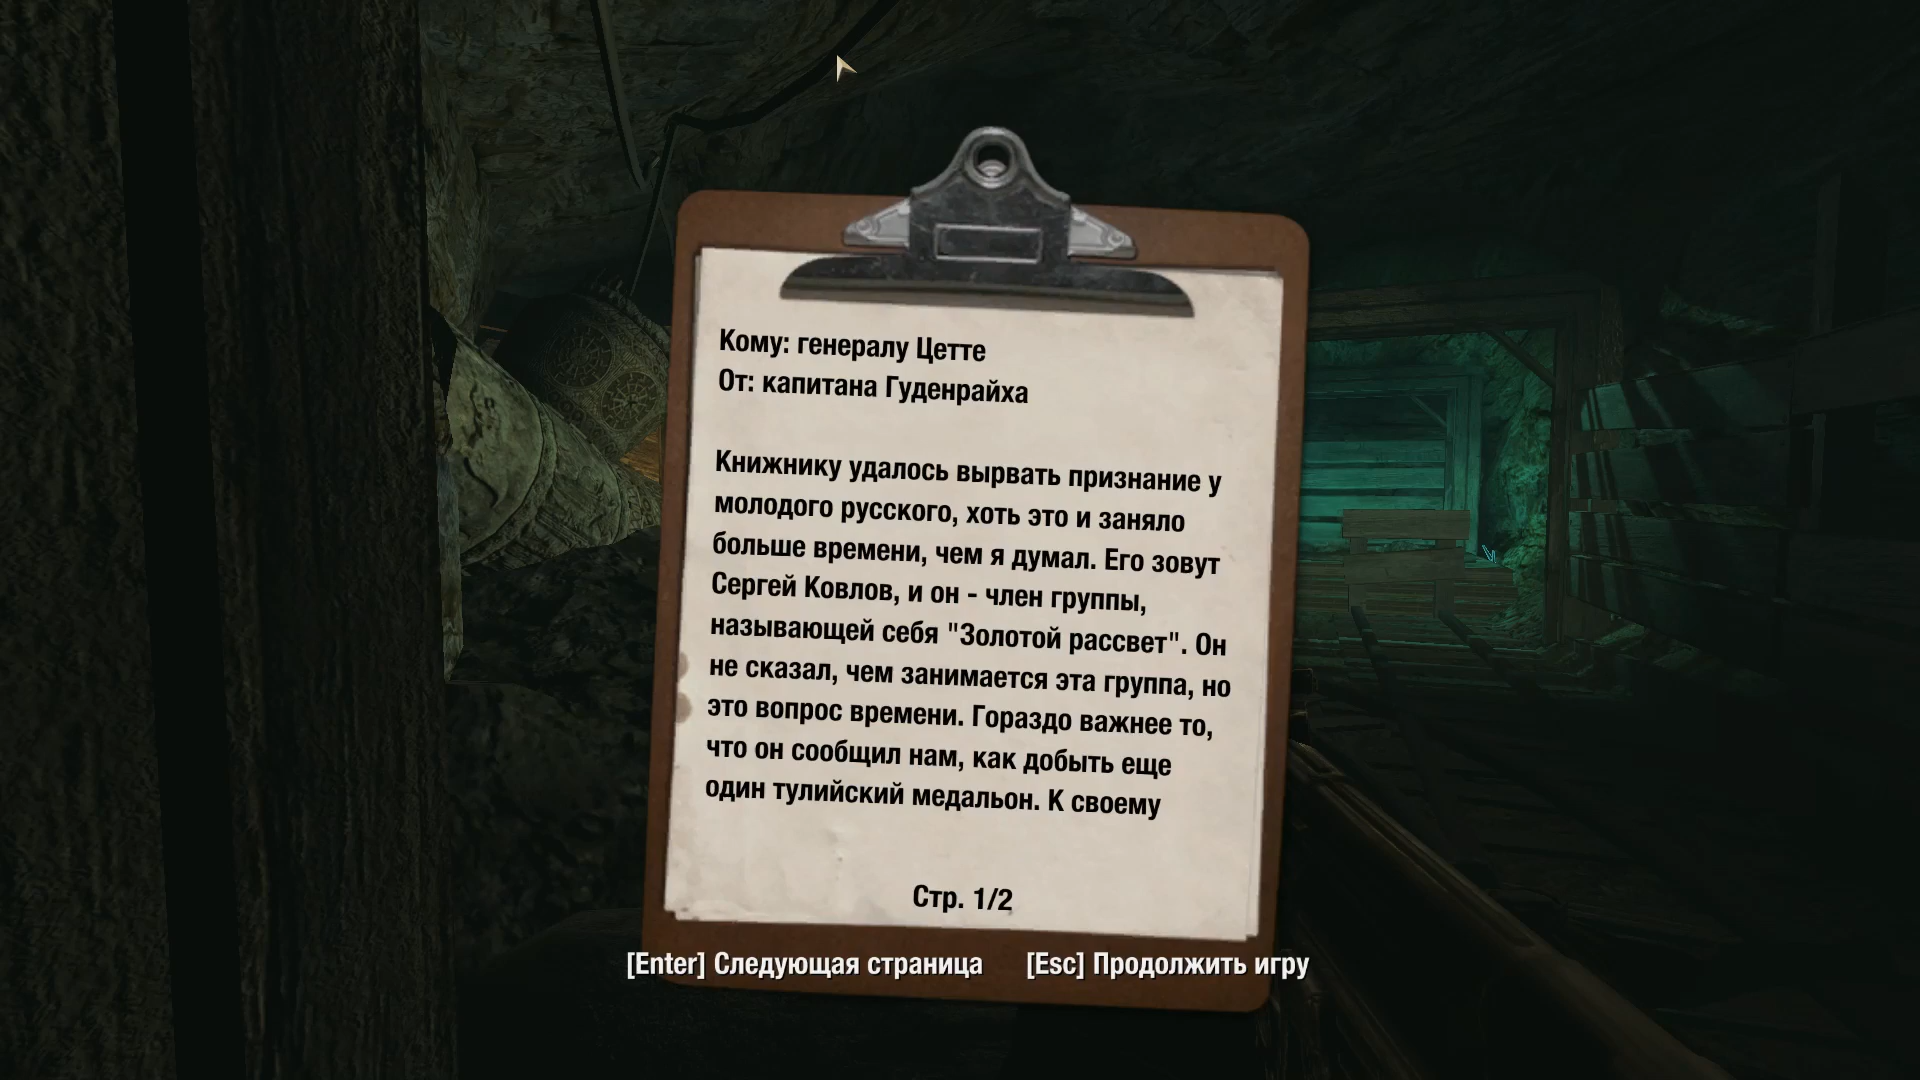 Кому: генералу Цетте
От: капитана Гуденрайха
Книжнику удалось вырвать признание у
молодого русского, хоть это и заняло
больше времени, чем я думал. Его зовут
Сергей Ковлов, и он - член группы,
называющей себя "Золотой рассвет". Он
не сказал, чем занимается эта группа, но
это вопрос времени. Гораздо важнее то,
что он сообщил нам, как добыть еще
один тулийский медальон. К своему
Стр. 1/2
[Enter] Следующая страница [Esc] Продолжить игру